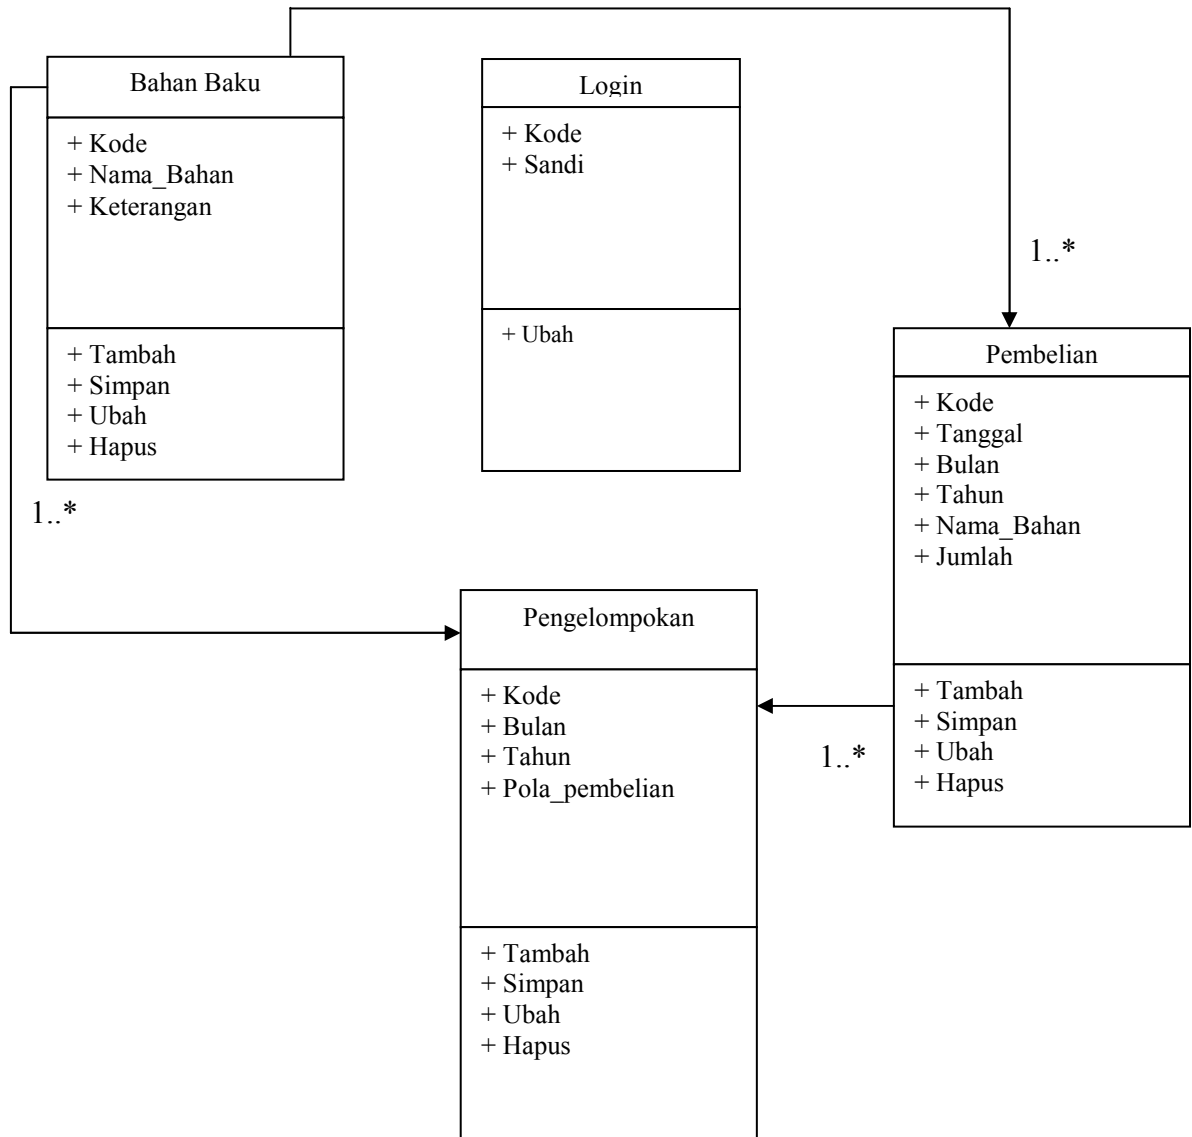 Bahan Baku
+ Kode
+ Nama_Bahan
+ Keterangan
+ Tambah
+ Simpan
+ Ubah
+ Hapus
1..*
Login
+ Kode
+ Sandi
+ Ubah
1..*
Pembelian
+ Kode
+ Tanggal
+ Bulan
+ Tahun
+ Nama_Bahan
+ Jumlah
+ Tambah
+ Simpan
+ Ubah
+ Hapus
1..*
Pengelompokan
+ Kode
+ Bulan
+ Tahun
+ Pola_pembelian
+ Tambah
+ Simpan
+ Ubah
+ Hapus